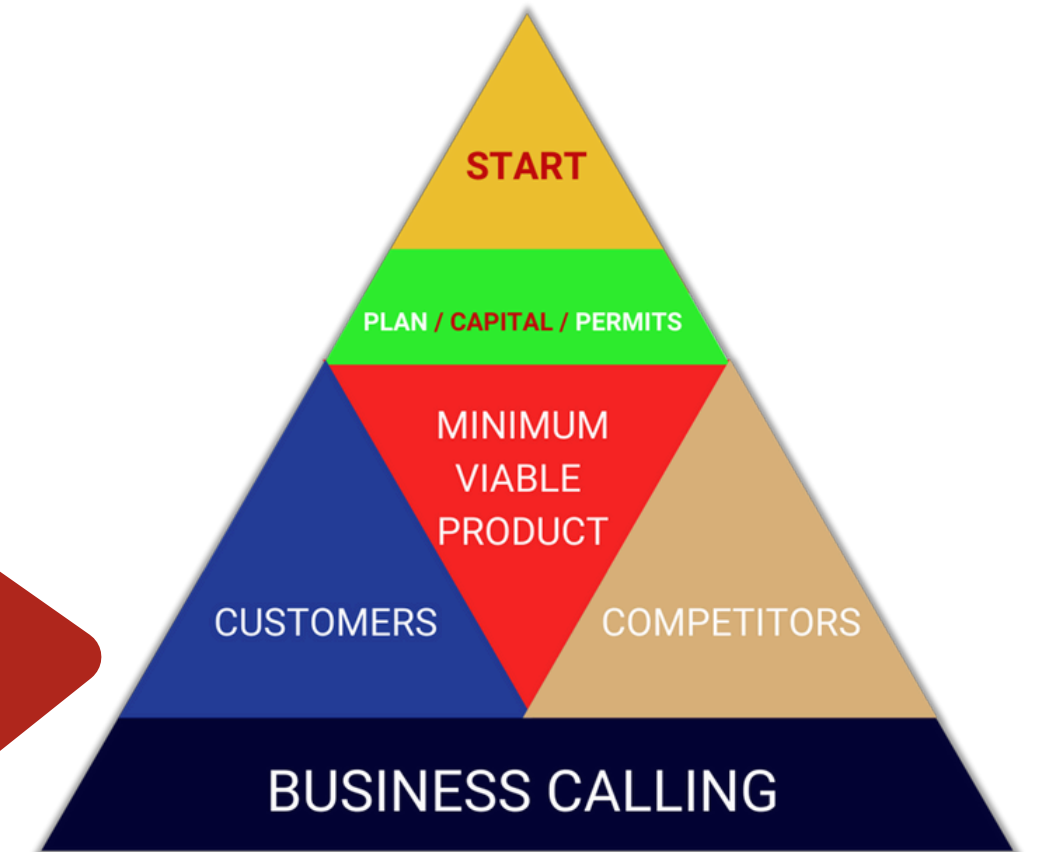 START
PLAN / CAPITAL / PERMITS
MINIMUM
VIABLE
PRODUCT
CUSTOMERS
COMPETITORS
BUSINESS CALLING